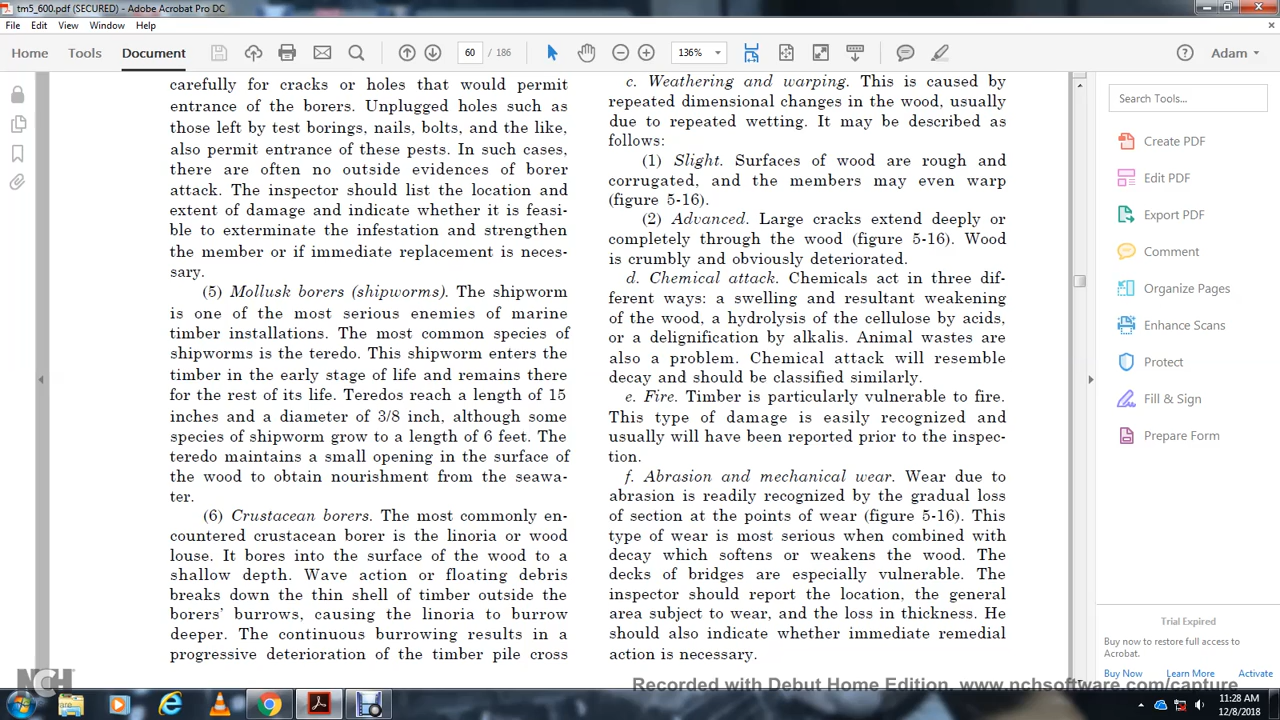 tm5_600.pdf (SECURED) - Adobe Acrobat Pro DC
File Edit View Window Help
Home Tools Document 60 / 186 136% Adam
carefully for cracks or holes that would permit
entrance of the borers. Unplugged holes such as
those left by test borings, nails, bolts, and the like,
also permit entrance of these pests. In such cases,
there are often no outside evidences of borer
attack. The inspector should list the location and
extent of damage and indicate whether it is feasi-
ble to exterminate the infestation and strengthen
the member or if immediate replacement is neces-
sary.
(5) Mollusk borers (shipworms). The shipworm
is one of the most serious enemies of marine
timber installations. The most common species of
shipworms is the teredo. This shipworm enters the
timber in the early stage of life and remains there
for the rest of its life. Teredos reach a length of 15
inches and a diameter of 3/8 inch, although some
species of shipworm grow to a length of 6 feet. The
teredo maintains a small opening in the surface of
the wood to obtain nourishment from the seawa-
ter.
(6) Crustacean borers. The most commonly en-
countered crustacean borer is the linoria or wood
louse. It bores into the surface of the wood to a
shallow depth. Wave action or floating debris
breaks down the thin shell of timber outside the
borers' burrows, causing the linoria to burrow
deeper. The continuous burrowing results in a
progressive deterioration of the timber pile cross
c. Weathering and warping. This is caused by
repeated dimensional changes in the wood, usually
due to repeated wetting. It may be described as
follows:
(1) Slight. Surfaces of wood are rough and
corrugated, and the members may even warp
(figure 5-16).
(2) Advanced. Large cracks extend deeply or
completely through the wood (figure 5-16). Wood
is crumbly and obviously deteriorated.
d. Chemical attack. Chemicals act in three dif-
ferent ways: a swelling and resultant weakening
of the wood, a hydrolysis of the cellulose by acids,
or a delignification by alkalis. Animal wastes are
also a problem. Chemical attack will resemble
decay and should be classified similarly.
e. Fire. Timber is particularly vulnerable to fire.
This type of damage is easily recognized and
usually will have been reported prior to the inspec-
tion.
f. Abrasion and mechanical wear. Wear due to
abrasion is readily recognized by the gradual loss
of section at the points of wear (figure 5-16). This
type of wear is most serious when combined with
decay which softens or weakens the wood. The
decks of bridges are especially vulnerable. The
inspector should report the location, the general
area subject to wear, and the loss in thickness. He
should also indicate whether immediate remedial
action is necessary.
Search Tools...
Create PDF
Edit PDF
Export PDF
Comment
Organize Pages
Enhance Scans
Protect
Fill & Sign
Prepare Form
Trial Expired
Buy now to restore full access to
Acrobat.
Buy Now Learn More Activate
NCH
Recorded with Debut Home Edition. www.nchsoftware.com/capture
11:28 AM
12/8/2018